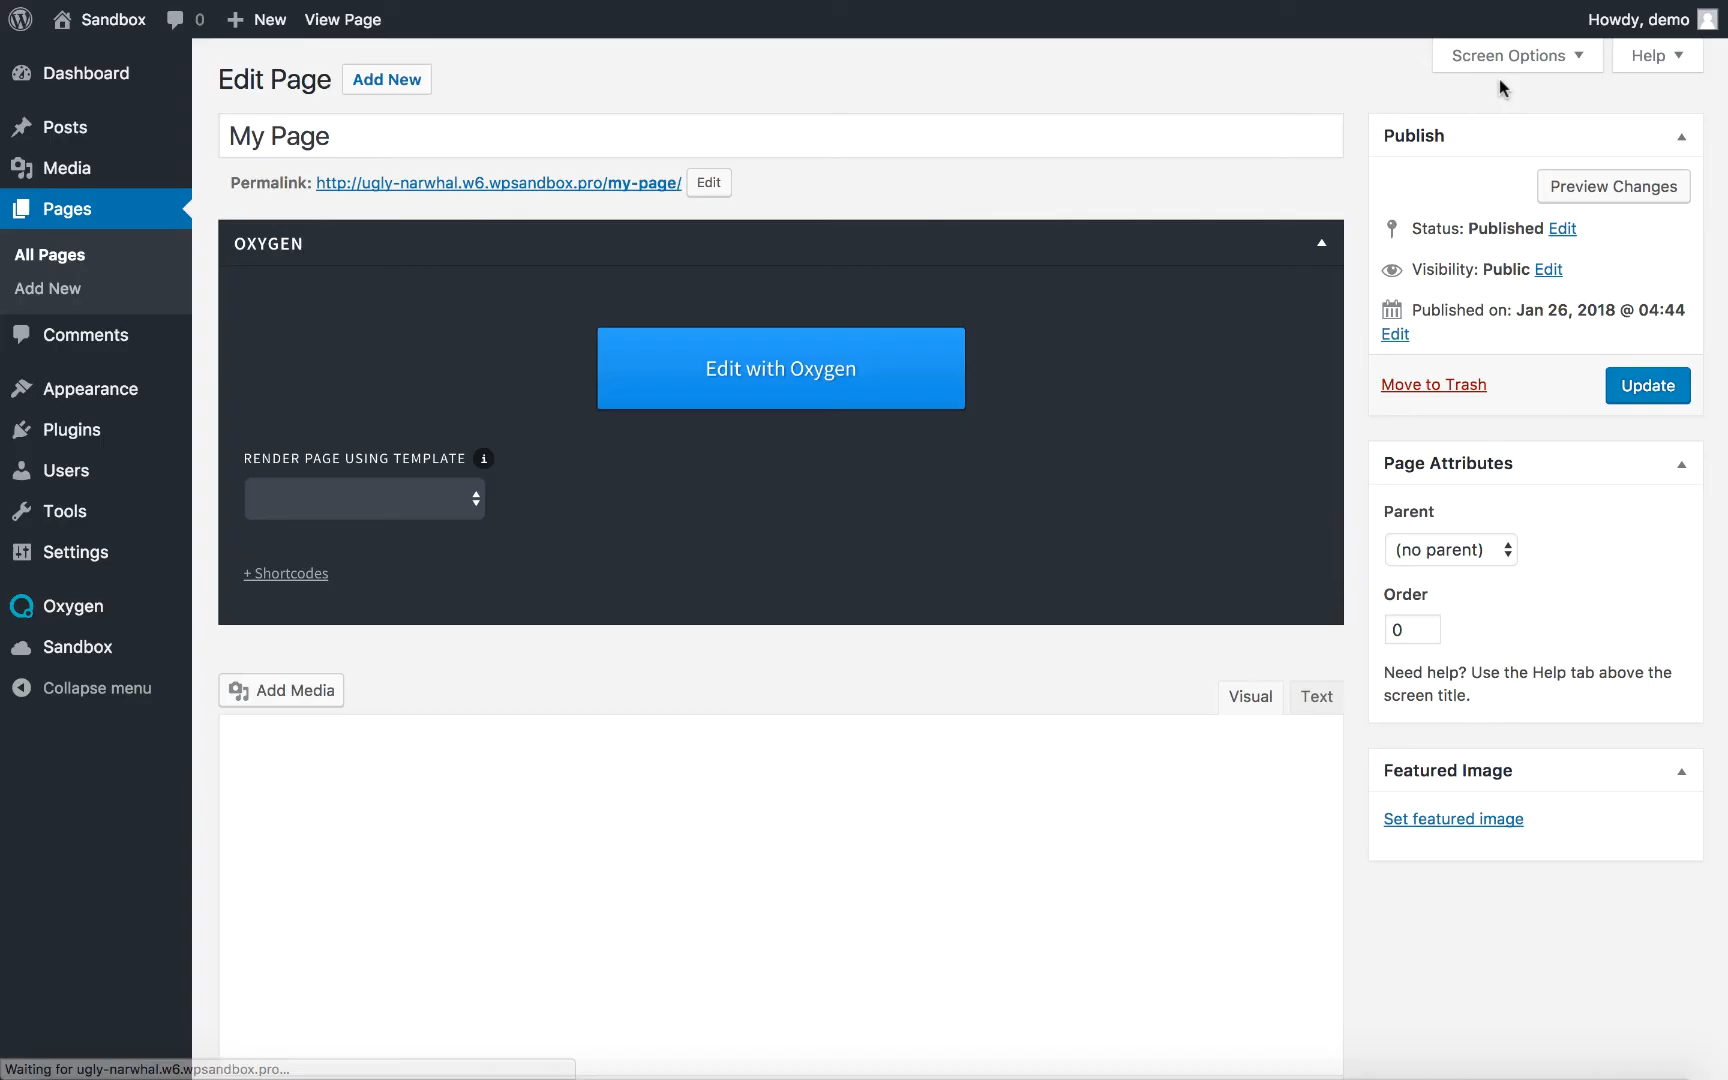 Sandbox 0 New View Page Howdy, demo
Dashboard
Posts
Media
Pages
All Pages
Add New
Comments
Appearance
Plugins
Users
Tools
Settings
Oxygen
Sandbox
Collapse menu
Screen Options Help
Edit Page Add New
My Page
Permalink: http://ugly-narwhal.w6.wpsandbox.pro/my-page/ Edit
OXYGEN
Edit with Oxygen
RENDER PAGE USING TEMPLATE i
+ Shortcodes
Add Media
Visual Text
Publish
Preview Changes
Status: Published Edit
Visibility: Public Edit
Published on: Jan 26, 2018 @ 04:44
Edit
Move to Trash Update
Page Attributes
Parent
(no parent)
Order
0
Need help? Use the Help tab above the
screen title.
Featured Image
Set featured image
Waiting for ugly-narwhal.w6.wpsandbox.pro...